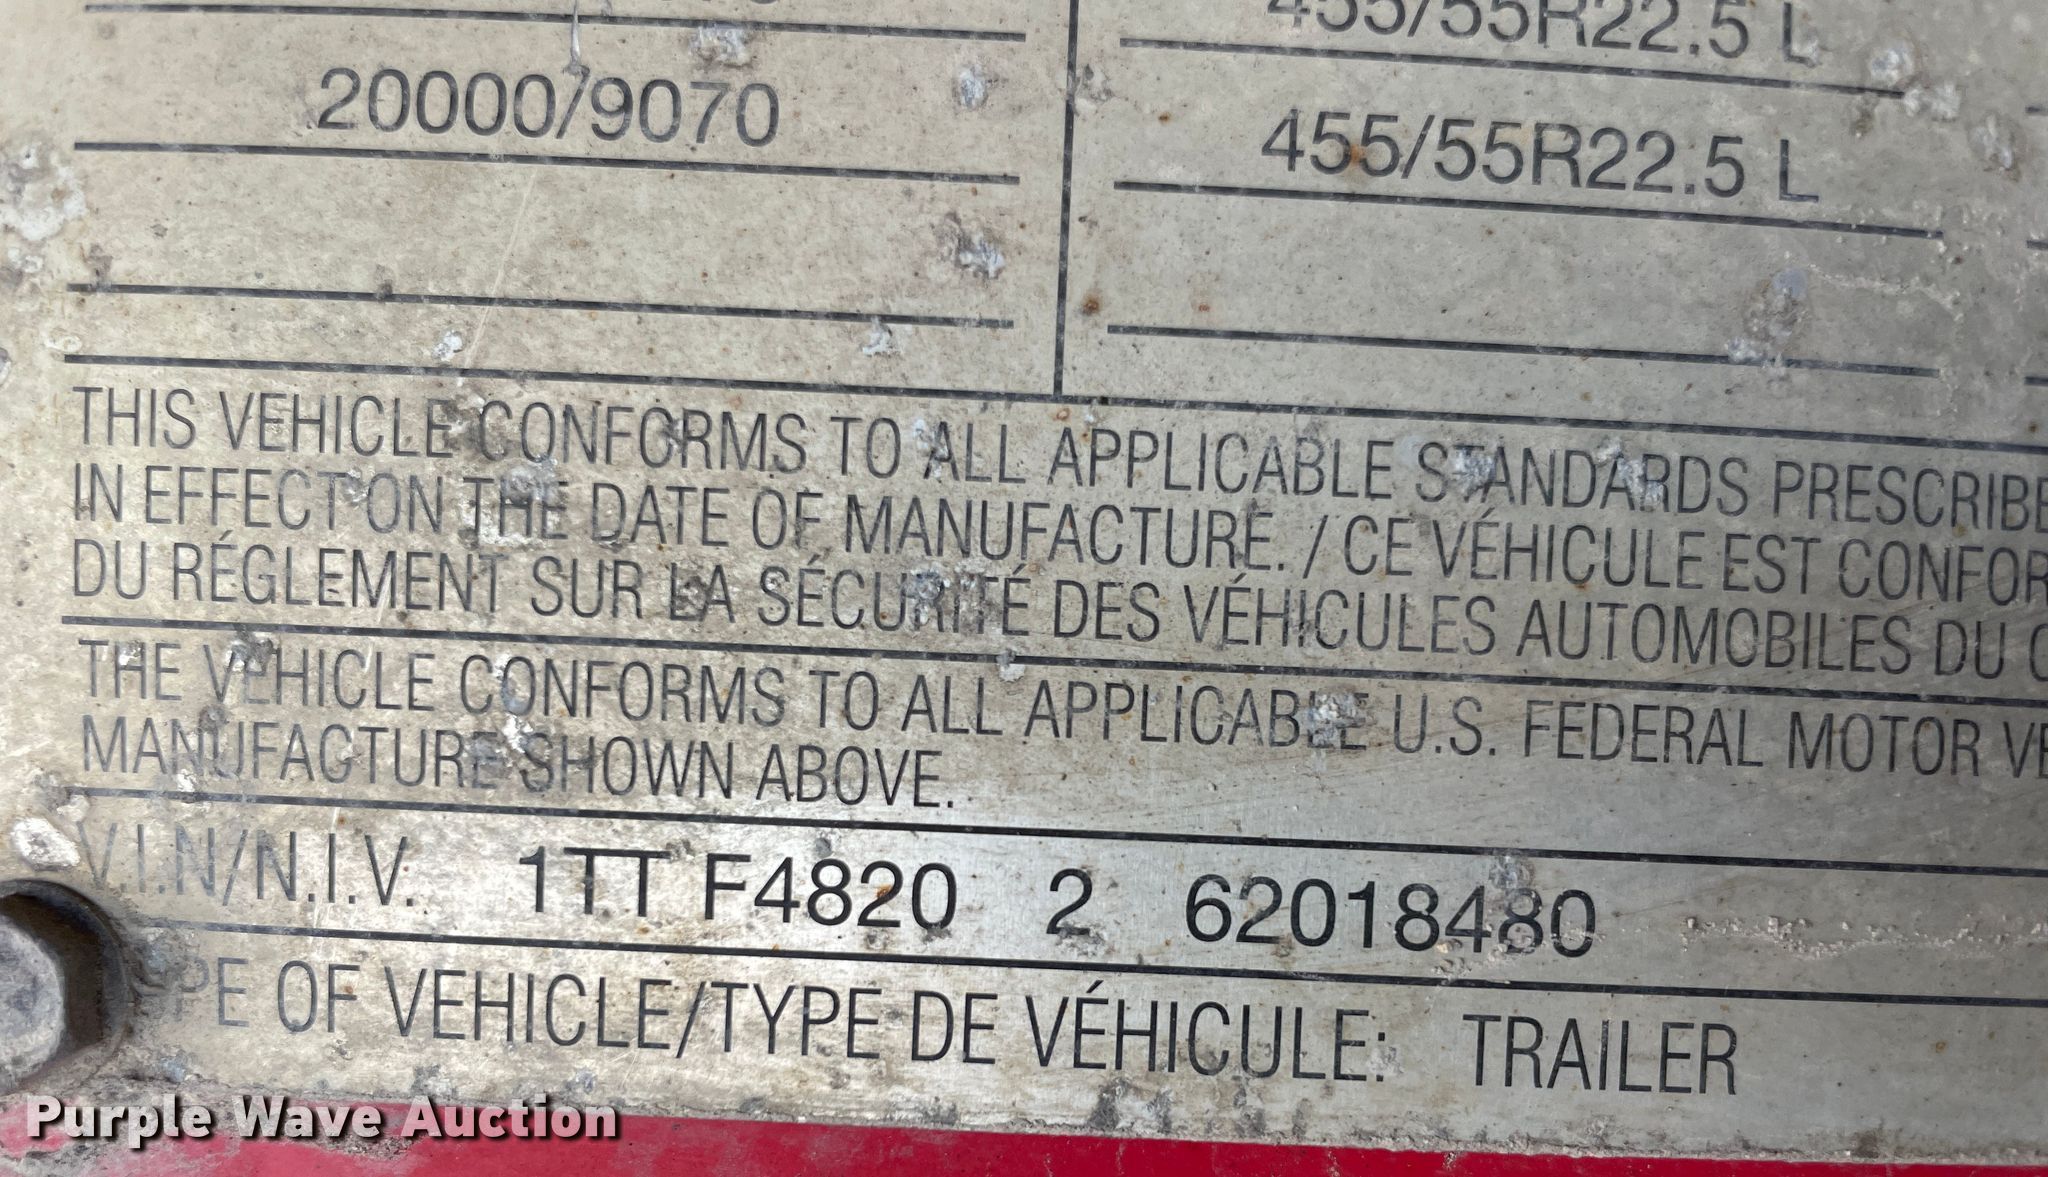 455/55R22.5 L
20000/9070
455/55R22.5 L
THIS VEHICLE CONFORMS TO ALL APPLICABLE STANDARDS PRESCRIBE
IN EFFECT ON THE DATE OF MANUFACTURE. / CE VÉHICULE EST CONFOR
DU RÉGLEMENT SUR LA SÉCURITÉ DES VÉHICULES AUTOMOBILES DU C
THE VEHICLE CONFORMS TO ALL APPLICABLE U.S. FEDERAL MOTOR VE
MANUFACTURE SHOWN ABOVE.
V.I.N/N.I.V. 1TT F4820 2 62018480
TYPE OF VEHICLE/TYPE DE VÉHICULE: TRAILER
Purple Wave Auction